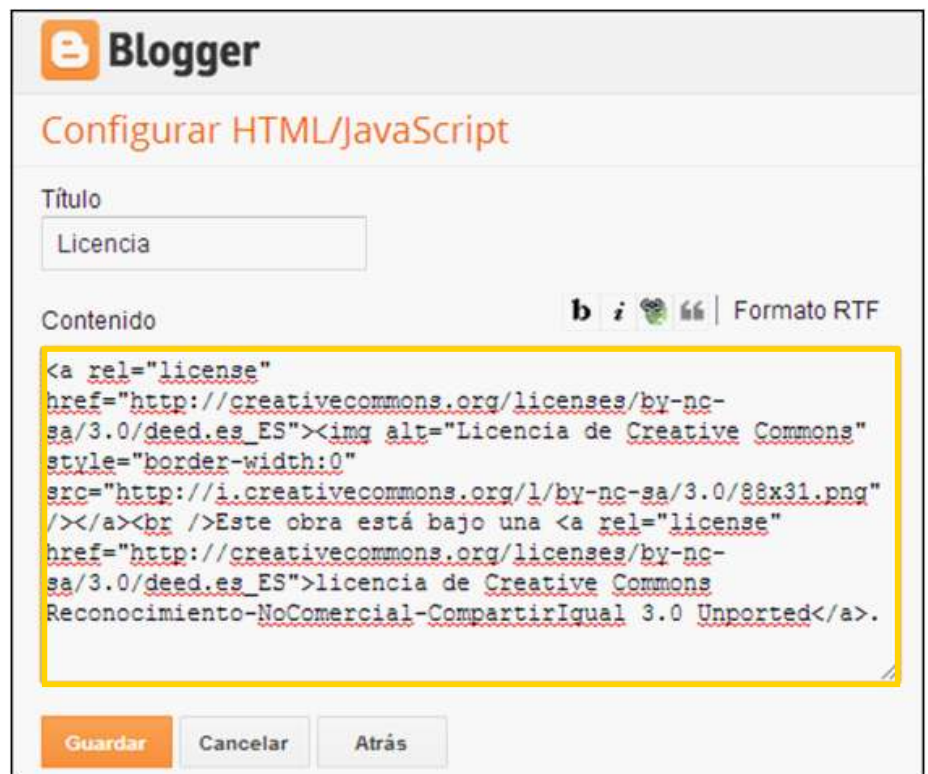 Blogger
Configurar HTML/JavaScript
Título
Licencia
Contenido
b i | Formato RTF
<a rel="license"
href="http://creativecommons.org/licenses/by-nc-
sa/3.0/deed.es_ES"><img alt="Licencia de Creative Commons"
style="border-width:0"
src="http://i.creativecommons.org/l/by-nc-sa/3.0/88x31.png"
/></a><br />Este obra está bajo una <a rel="license"
href="http://creativecommons.org/licenses/by-nc-
sa/3.0/deed.es_ES">licencia de Creative Commons
Reconocimiento-NoComercial-CompartirIgual 3.0 Unported</a>.
Guardar Cancelar Atrás